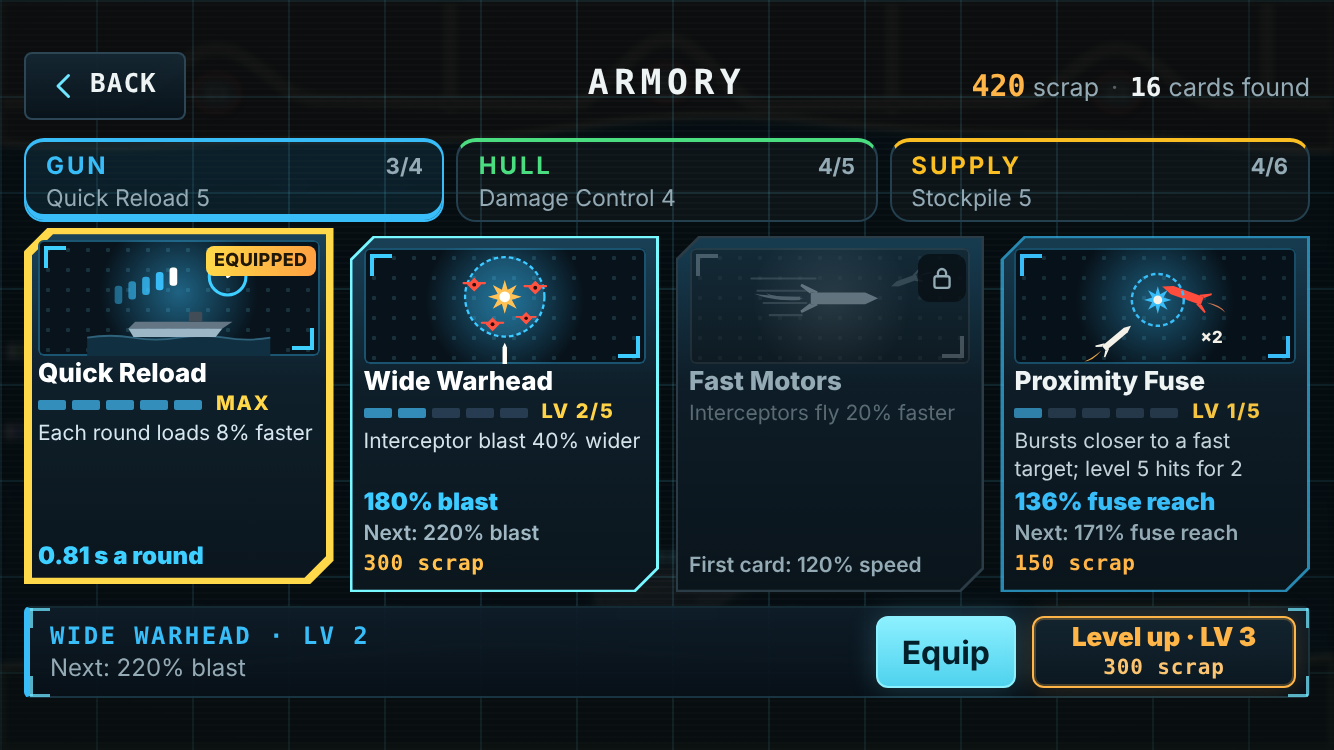 BACK
ARMORY
420 scrap · 16 cards found
GUN 3/4
Quick Reload 5
HULL 4/5
Damage Control 4
SUPPLY 4/6
Stockpile 5
EQUIPPED
Quick Reload
MAX
Each round loads 8% faster
0.81 s a round
Wide Warhead
LV 2/5
Interceptor blast 40% wider
180% blast
Next: 220% blast
300 scrap
Fast Motors
Interceptors fly 20% faster
First card: 120% speed
×2
Proximity Fuse
LV 1/5
Bursts closer to a fast
target; level 5 hits for 2
136% fuse reach
Next: 171% fuse reach
150 scrap
WIDE WARHEAD · LV 2
Next: 220% blast
Equip
Level up · LV 3
300 scrap